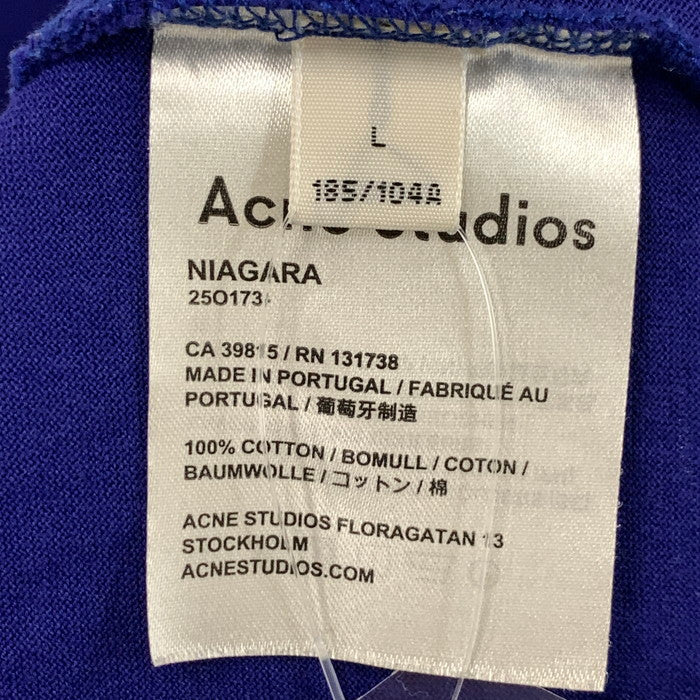 L
185/104A
Acne Studios
NIAGARA
25O173
CA 39815 / RN 131738
MADE IN PORTUGAL / FABRIQUÉ AU
PORTUGAL / 葡萄牙制造
100% COTTON / BOMULL / COTON /
BAUMWOLLE / コットン / 棉
ACNE STUDIOS FLORAGATAN 13
STOCKHOLM
ACNESTUDIOS.COM